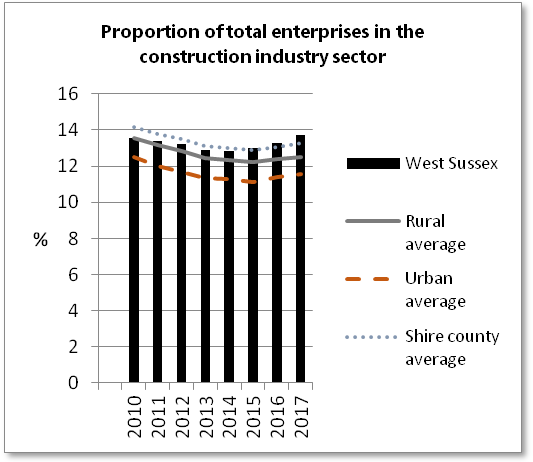 Proportion of total enterprises in the
construction industry sector
16
14
12
10
8
6
4
2
0
%
2010
2011
2012
2013
2014
2015
2016
2017
West Sussex
Rural
average
Urban
average
Shire county
average